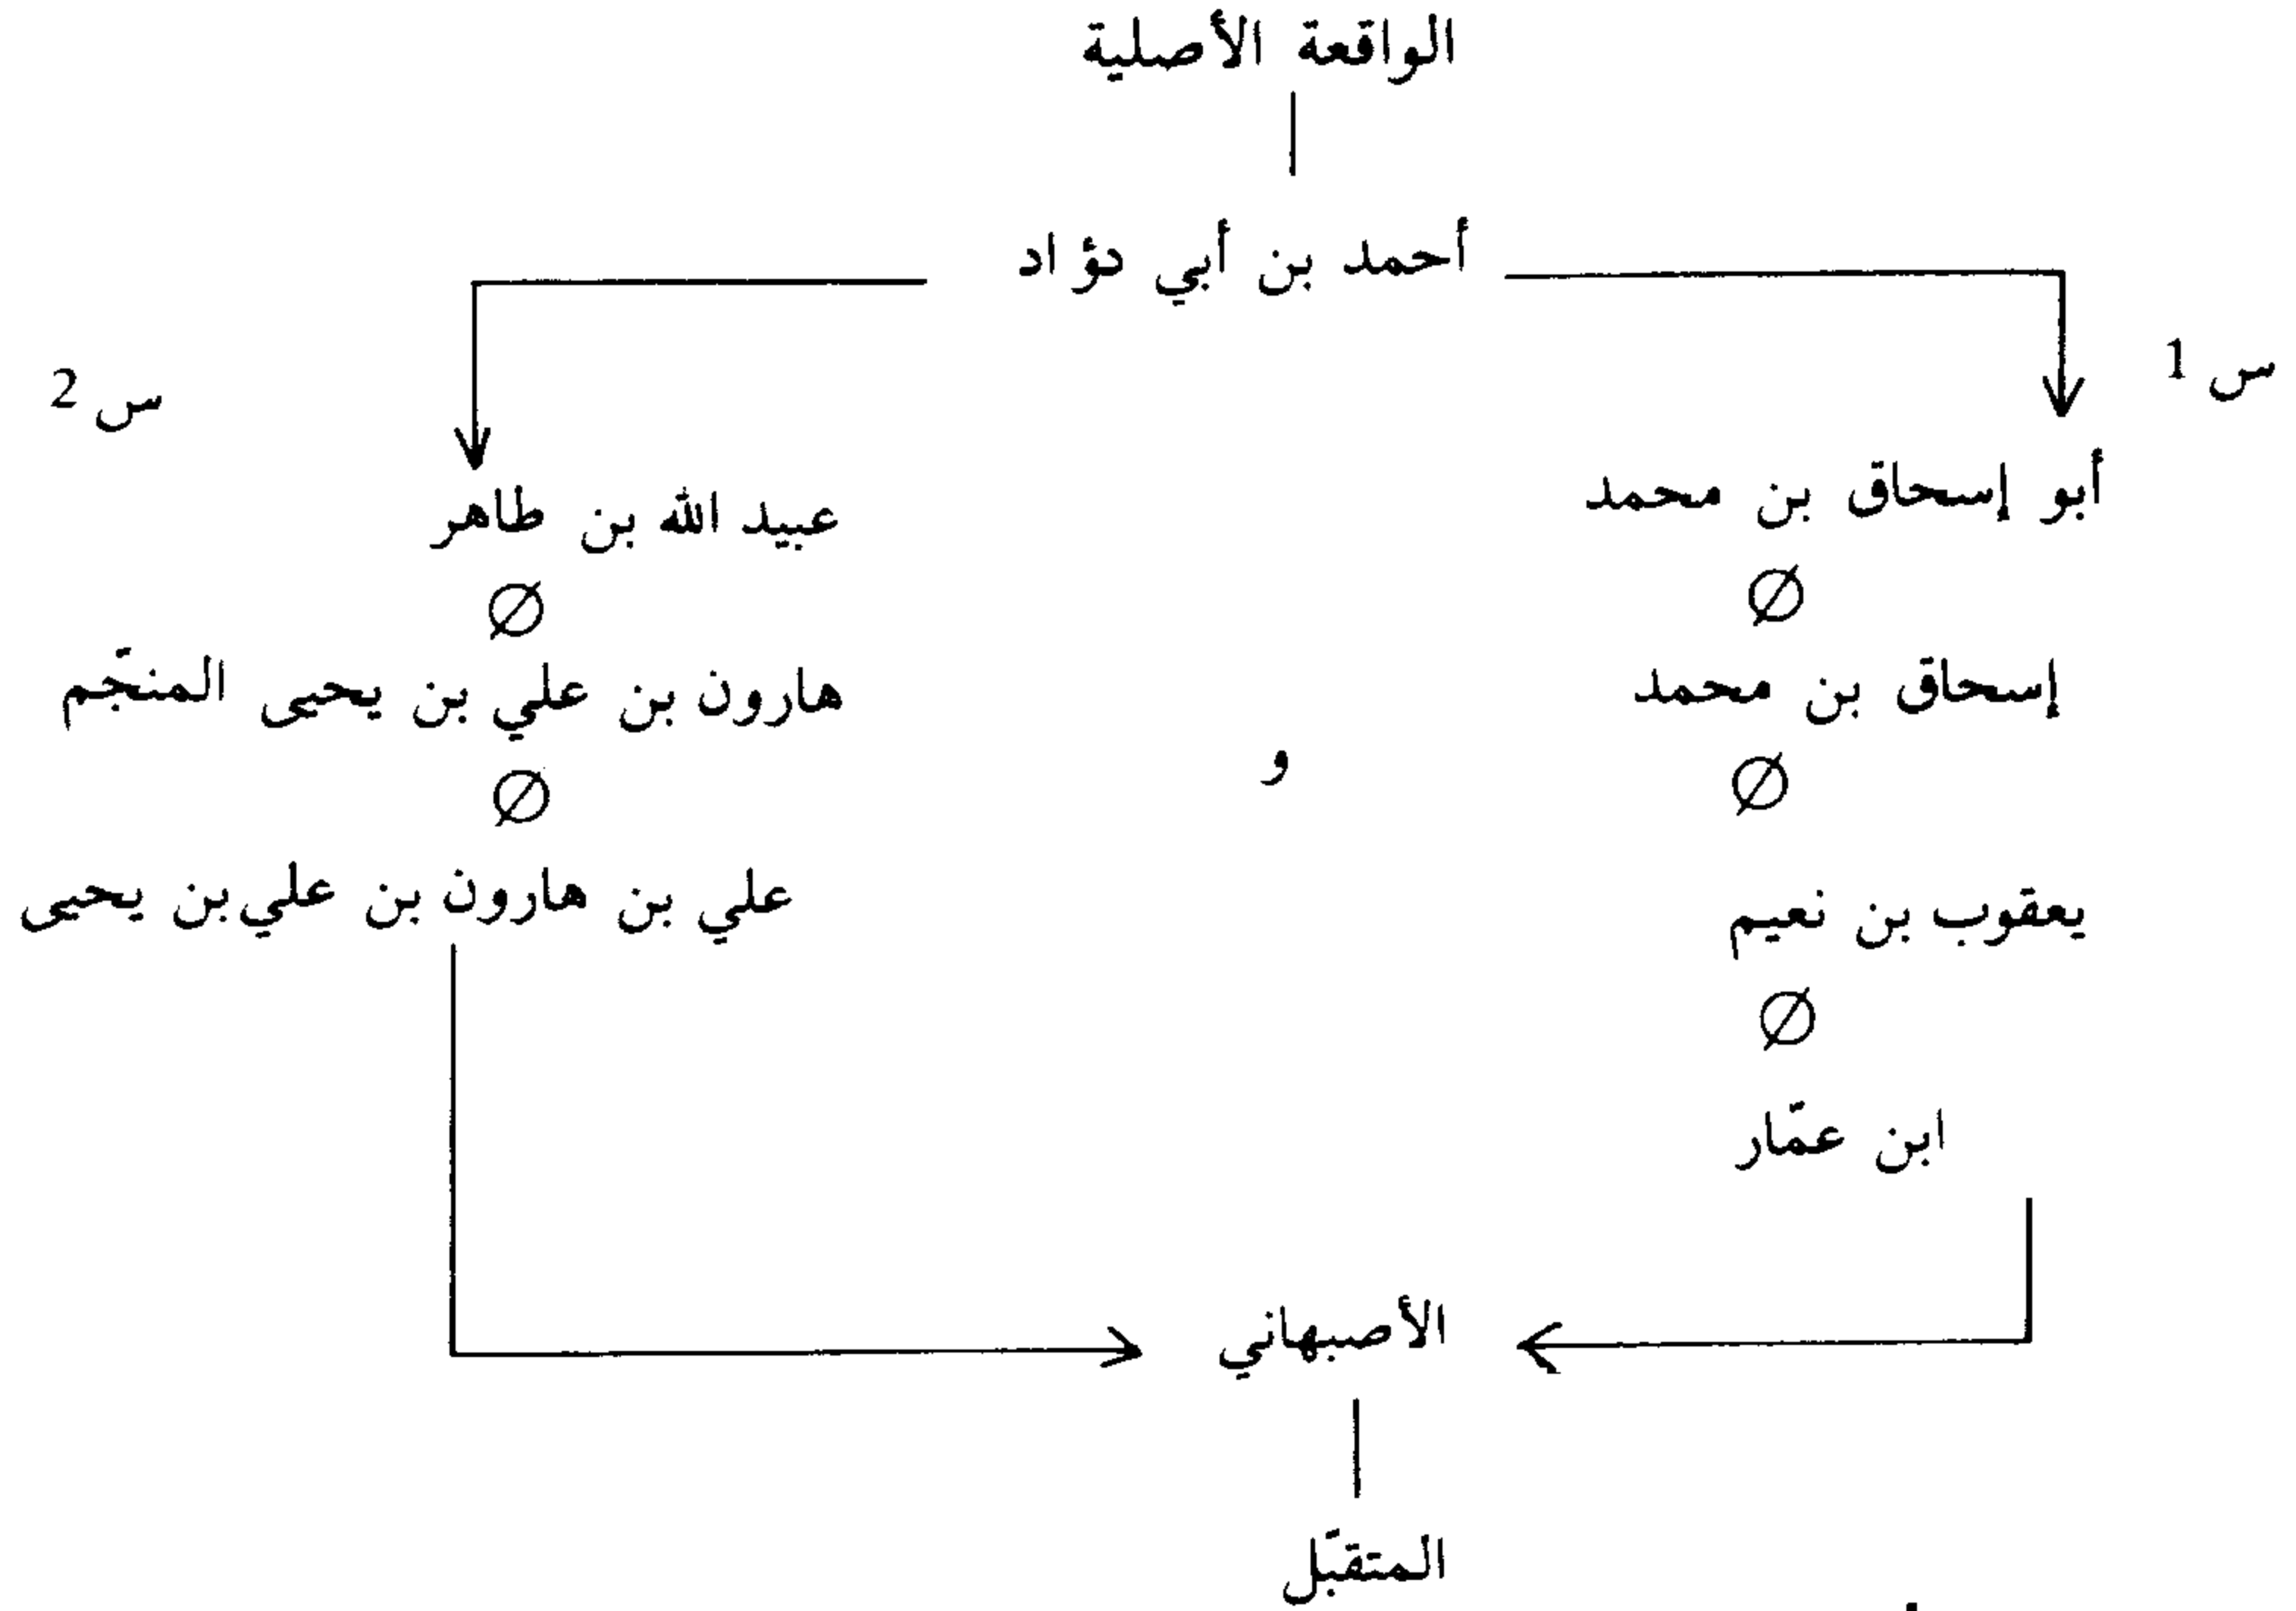 الواقعة الأصلية
أحمد بن أبي دؤاد
س 1
س 2
أبو إسحاق بن محمد
Ø
إسحاق بن محمد
Ø
يعقوب بن نعيم
Ø
ابن عمّار
و
عبيد الله بن طاهر
Ø
هارون بن علي بن يحيى المنجّم
Ø
علي بن هارون بن علي بن يحيى
الأصبهاني
المتقبّل